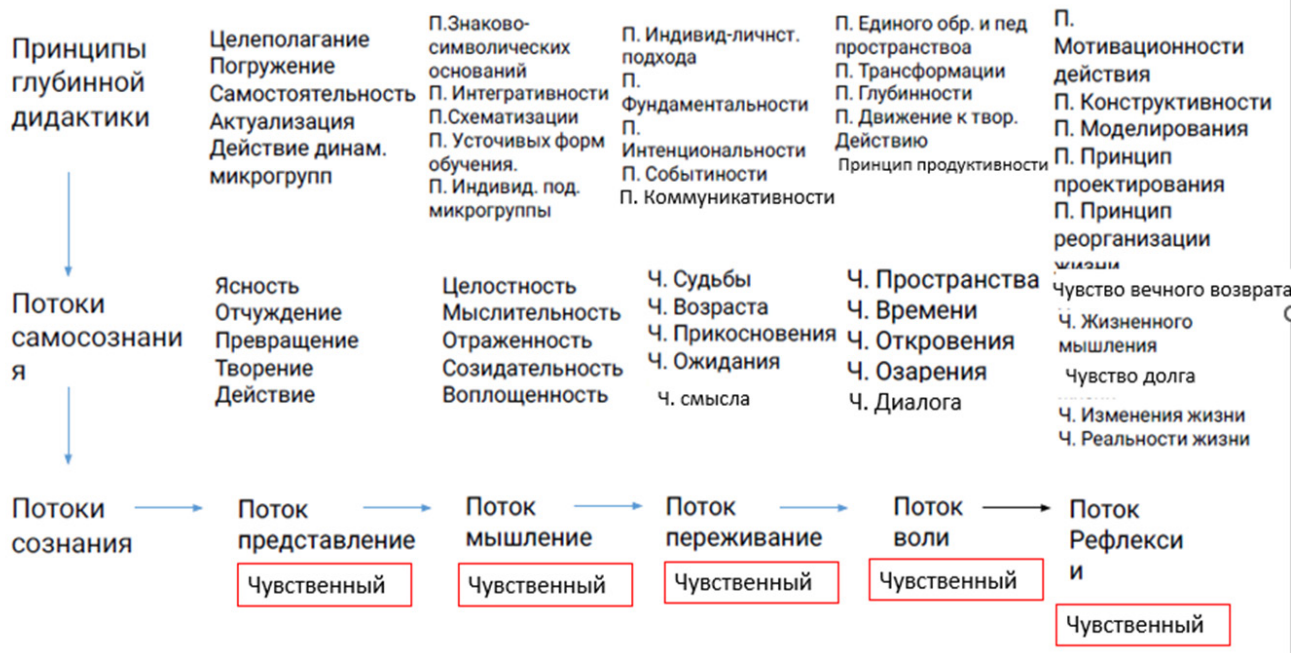 Принципы
глубинной
дидактики
Целеполагание
Погружение
Самостоятельность
Актуализация
Действие динам.
микрогрупп
П.Знаково-
символических
оснований
П. Интегративности
П.Схематизации
П. Усточивых форм
обучения.
П. Индивид. под.
микрогруппы
П. Индивид-личнст.
подхода
П.
Фундаментальности
П.
Интенциональности
П. Событиности
П. Коммуникативности
П. Единого обр. и пед
пространствоа
П. Трансформации
П. Глубинности
П. Движение к твор.
Действию
Принцип продуктивности
П.
Мотивационности
действия
П. Конструктивности
П. Моделирования
П. Принцип
проектирования
П. Принцип
реорганизации
жизни
Потоки
самосознани
я
Ясность
Отчуждение
Превращение
Творение
Действие
Целостность
Мыслительность
Отраженность
Созидательность
Воплощенность
Ч. Судьбы
Ч. Возраста
Ч. Прикосновения
Ч. Ожидания
Ч. смысла
Ч. Пространства
Ч. Времени
Ч. Откровения
Ч. Озарения
Ч. Диалога
Чувство вечного возврата
Ч. Жизненного
мышления
Чувство долга
Ч. Изменения жизни
Ч. Реальности жизни
Потоки
сознания
Поток
представление
Чувственный
Поток
мышление
Чувственный
Поток
переживание
Чувственный
Поток
воли
Чувственный
Поток
Рефлекси
и
Чувственный